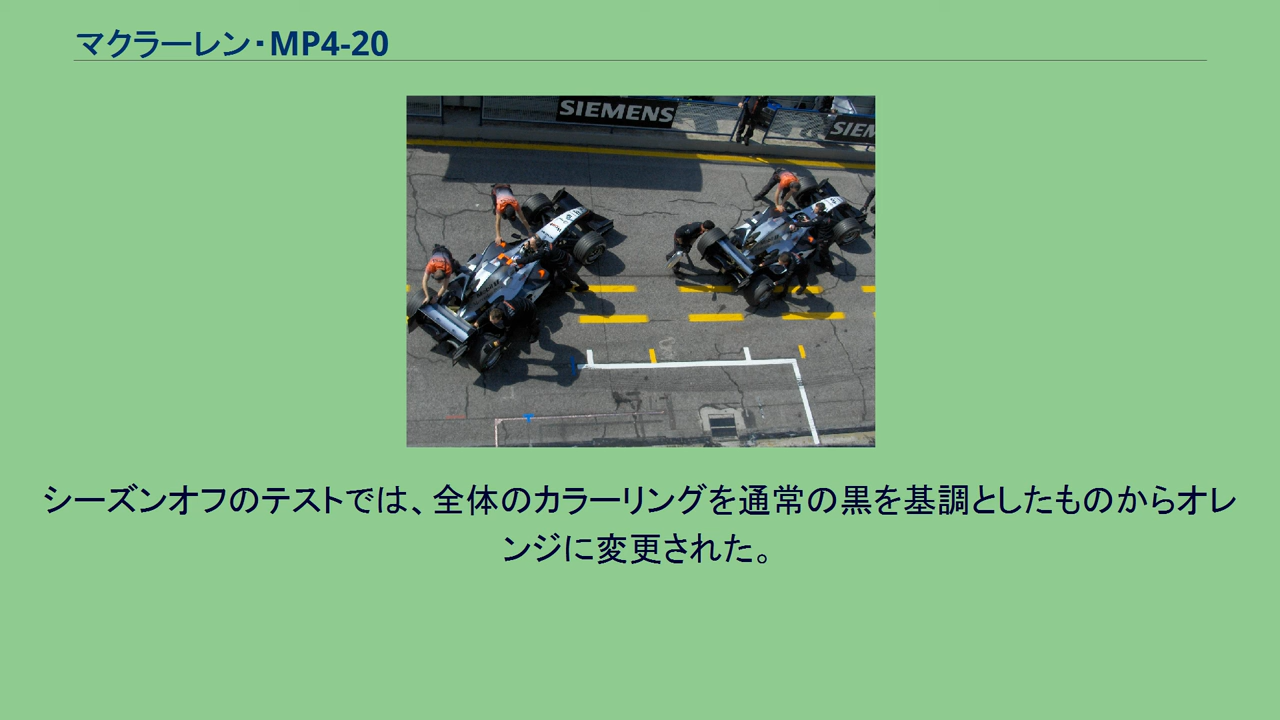 マクラーレン・MP4-20
SIEMENS
SIEM
シーズンオフのテストでは、全体のカラーリングを通常の黒を基調としたものからオレ
ンジに変更された。